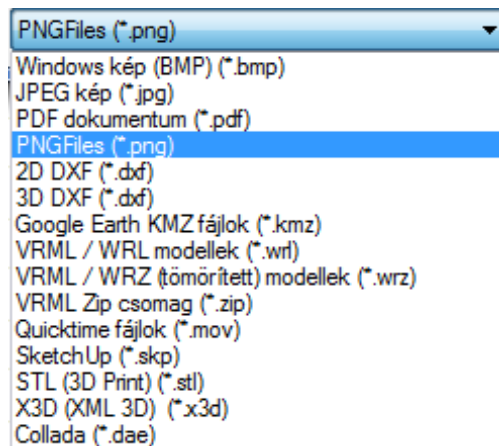 PNGFiles (*.png)
Windows kép (BMP) (*.bmp)
JPEG kép (*.jpg)
PDF dokumentum (*.pdf)
PNGFiles (*.png)
2D DXF (*.dxf)
3D DXF (*.dxf)
Google Earth KMZ fájlok (*.kmz)
VRML / WRL modellek (*.wrl)
VRML / WRZ (tömörített) modellek (*.wrz)
VRML Zip csomag (*.zip)
Quicktime fájlok (*.mov)
SketchUp (*.skp)
STL (3D Print) (*.stl)
X3D (XML 3D) (*.x3d)
Collada (*.dae)